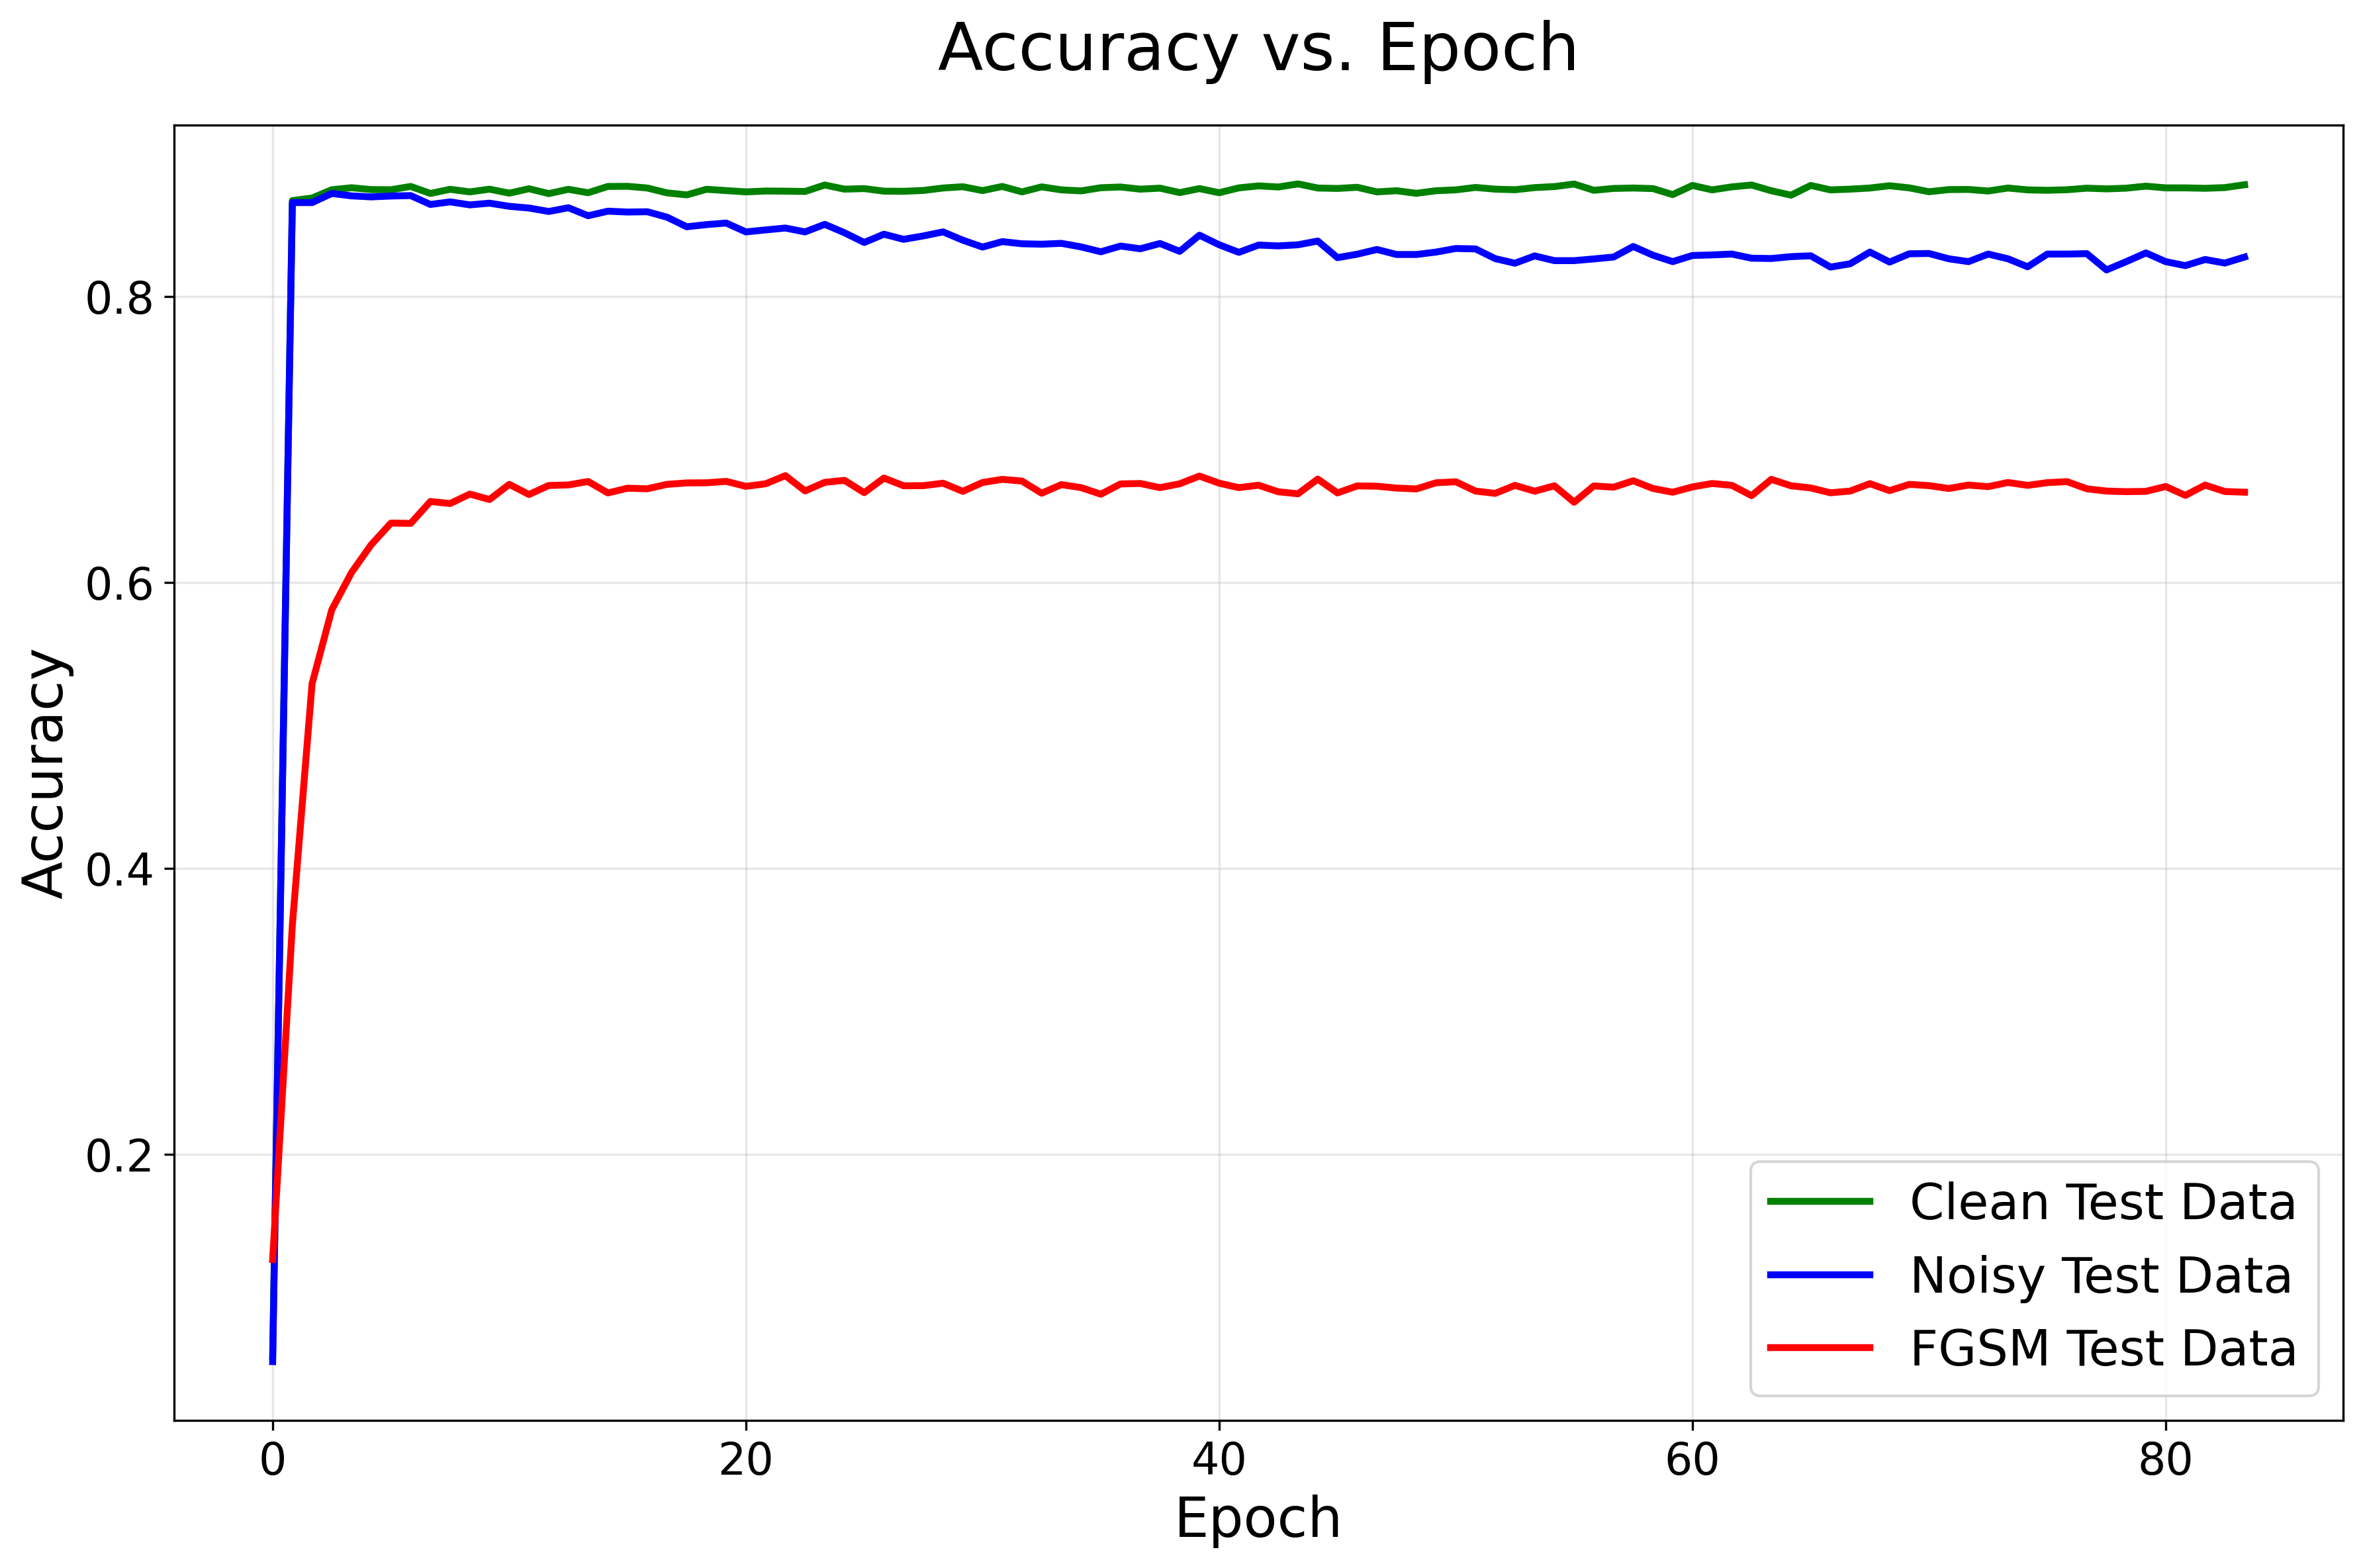 Accuracy vs. Epoch
Accuracy
0.8
0.6
0.4
0.2
0
20
40
60
80
Epoch
Clean Test Data
Noisy Test Data
FGSM Test Data